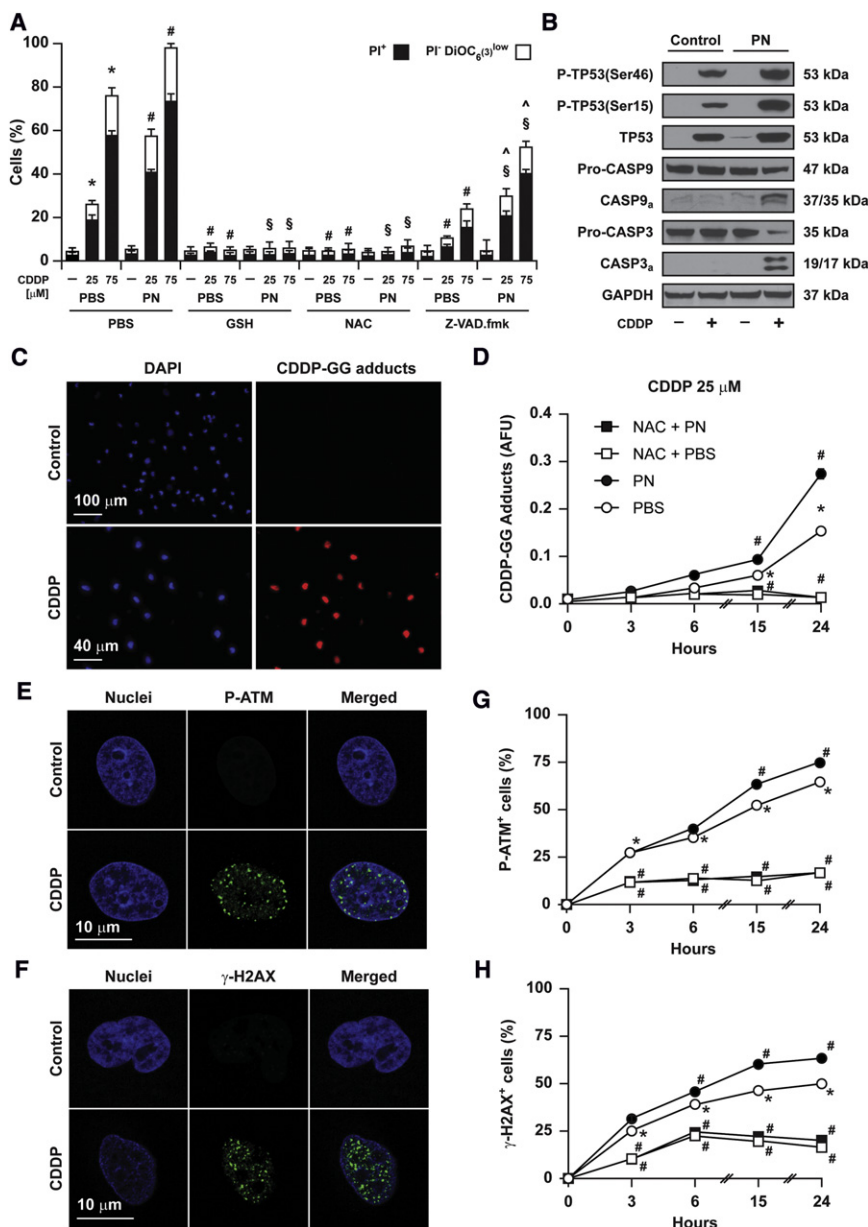 A
PI+ PI- DiOC6(3)low
Cells (%)
100
80
60
40
20
0
* * # # # # § § # # § § # # ^ § ^ §
CDDP [μM] – 25 75 – 25 75 – 25 75 – 25 75 – 25 75 – 25 75 – 25 75 – 25 75
PBS PN PBS PN PBS PN PBS PN
PBS GSH NAC Z-VAD.fmk
B
Control PN
P-TP53(Ser46) 53 kDa
P-TP53(Ser15) 53 kDa
TP53 53 kDa
Pro-CASP9 47 kDa
CASP9a 37/35 kDa
Pro-CASP3 35 kDa
CASP3a 19/17 kDa
GAPDH 37 kDa
CDDP – + – +
C
DAPI CDDP-GG adducts
Control
100 μm
CDDP
40 μm
D
CDDP 25 μM
NAC + PN
NAC + PBS
PN
PBS
CDDP-GG Adducts (AFU)
0.4
0.3
0.2
0.1
0.0
# * # * # #
0 3 6 15 24
Hours
E
Nuclei P-ATM Merged
Control
CDDP
10 μm
G
P-ATM+ cells (%)
100
75
50
25
0
* * # * # *
# # # # # # # #
0 3 6 15 24
Hours
F
Nuclei γ-H2AX Merged
Control
CDDP
10 μm
H
γ-H2AX+ cells (%)
100
75
50
25
0
* # * # * # *
# # # # # # # #
0 3 6 15 24
Hours